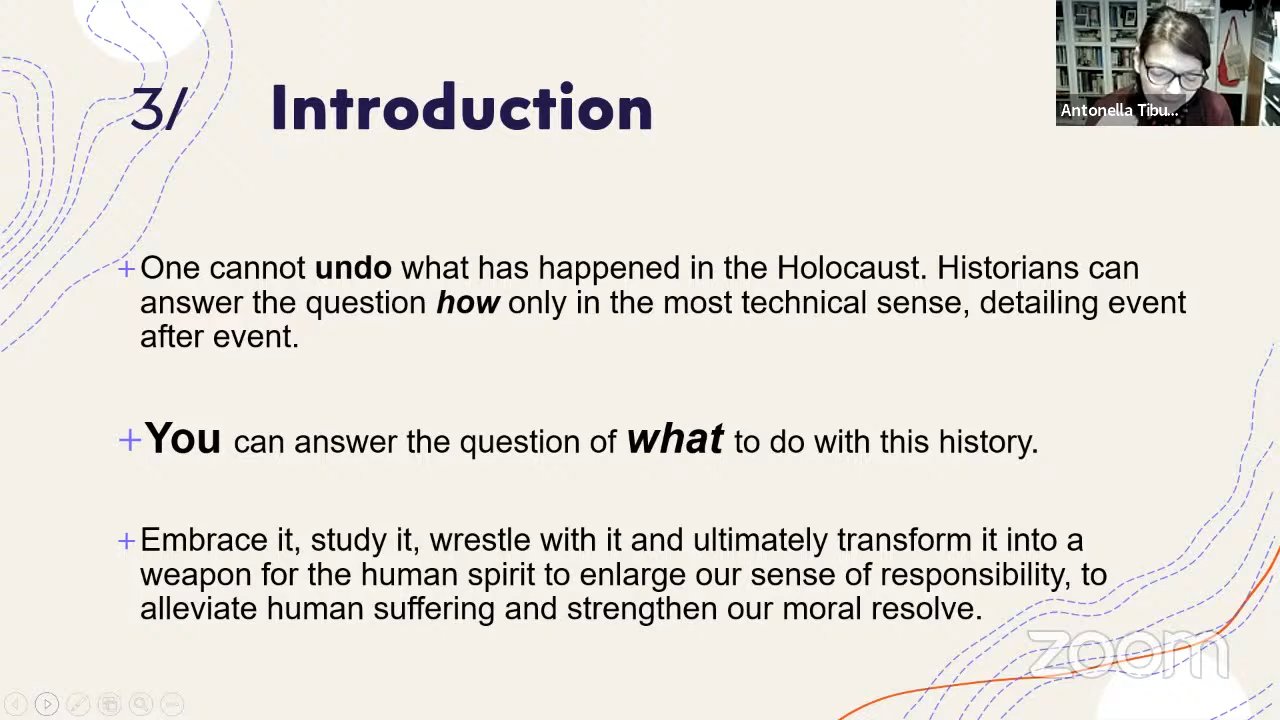 3/ Introduction
Antonella Tibu...
+One cannot undo what has happened in the Holocaust. Historians can
answer the question how only in the most technical sense, detailing event
after event.
+You can answer the question of what to do with this history.
+Embrace it, study it, wrestle with it and ultimately transform it into a
weapon for the human spirit to enlarge our sense of responsibility, to
alleviate human suffering and strengthen our moral resolve.
zoom